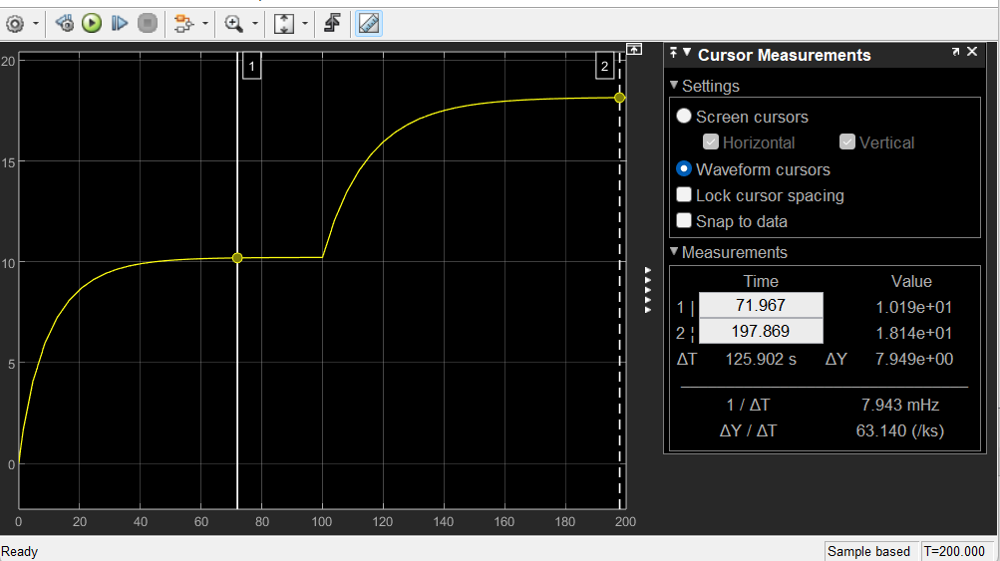 1
2
20
15
10
5
0
0 20 40 60 80 100 120 140 160 180 200
Cursor Measurements
Settings
Screen cursors
Horizontal Vertical
Waveform cursors
Lock cursor spacing
Snap to data
Measurements
Time Value
1 | 71.967 1.019e+01
2 ¦ 197.869 1.814e+01
ΔT 125.902 s ΔY 7.949e+00
1 / ΔT 7.943 mHz
ΔY / ΔT 63.140 (/ks)
Ready Sample based T=200.000